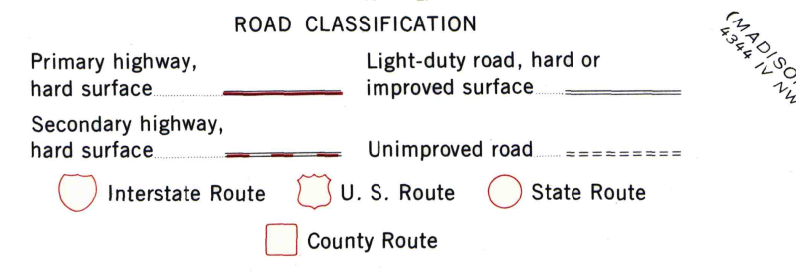 ROAD CLASSIFICATION
Primary highway,
hard surface
Light-duty road, hard or
improved surface
Secondary highway,
hard surface
Unimproved road
Interstate Route
U. S. Route
State Route
County Route
4344 IV NW